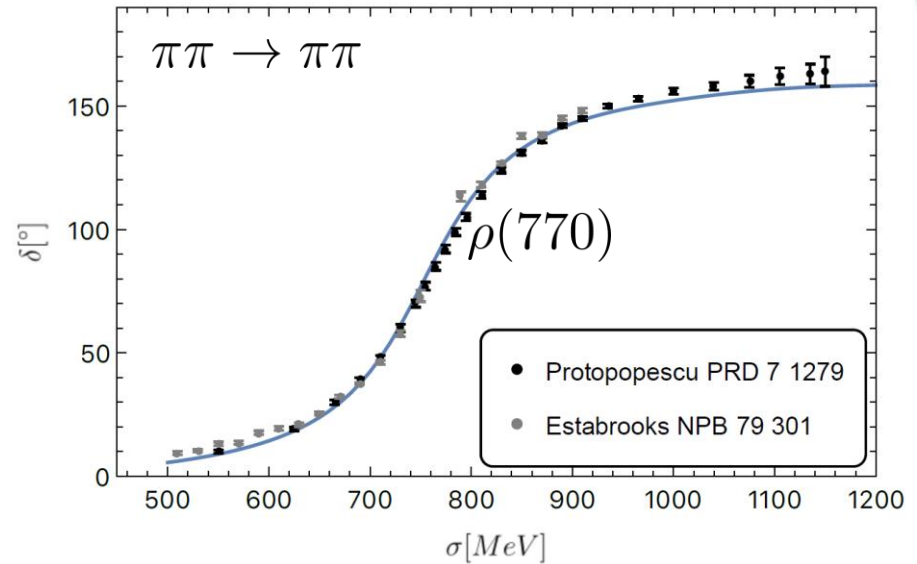 ππ → ππ
ρ(770)
150
100
50
0
δ[°]
Protopopescu PRD 7 1279
Estabrooks NPB 79 301
500 600 700 800 900 1000 1100 1200
σ[MeV]